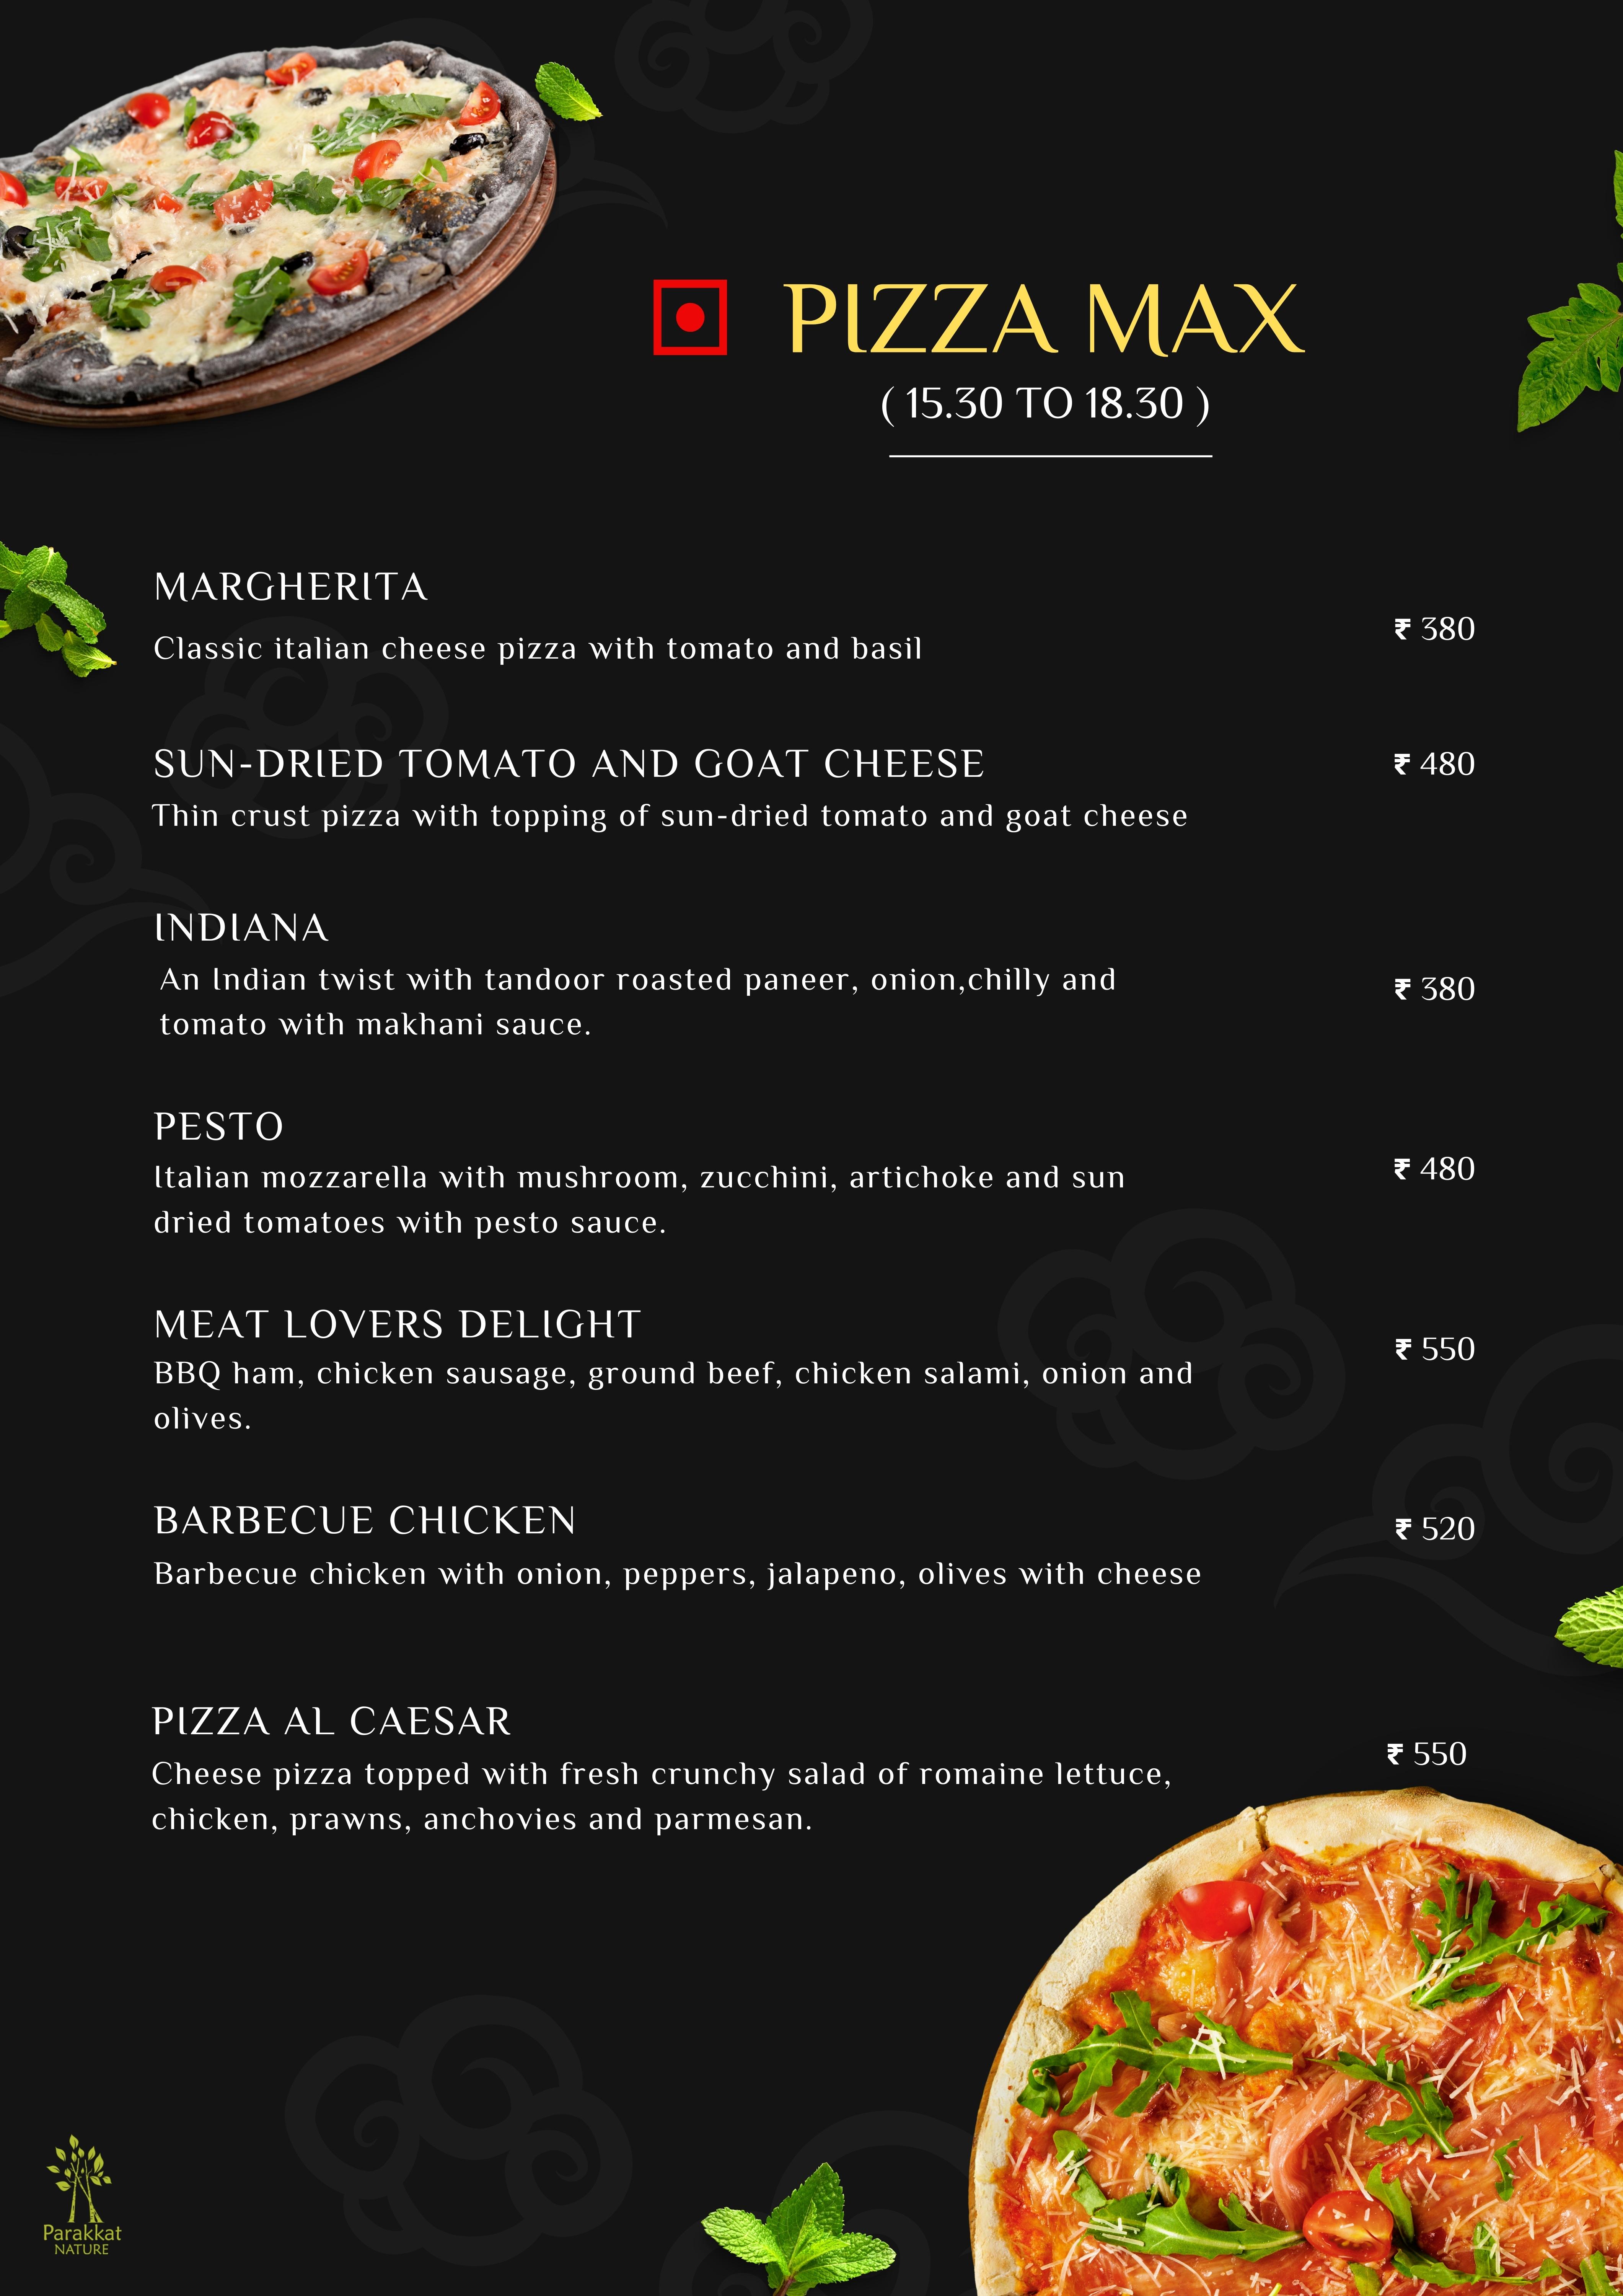 PIZZA MAX
( 15.30 TO 18.30 )
MARGHERITA
Classic italian cheese pizza with tomato and basil
₹ 380
SUN-DRIED TOMATO AND GOAT CHEESE
₹ 480
Thin crust pizza with topping of sun-dried tomato and goat cheese
INDIANA
An Indian twist with tandoor roasted paneer, onion,chilly and
tomato with makhani sauce.
₹ 380
PESTO
Italian mozzarella with mushroom, zucchini, artichoke and sun
dried tomatoes with pesto sauce.
₹ 480
MEAT LOVERS DELIGHT
BBQ ham, chicken sausage, ground beef, chicken salami, onion and
olives.
₹ 550
BARBECUE CHICKEN
Barbecue chicken with onion, peppers, jalapeno, olives with cheese
₹ 520
PIZZA AL CAESAR
Cheese pizza topped with fresh crunchy salad of romaine lettuce,
chicken, prawns, anchovies and parmesan.
₹ 550
Parakkat
NATURE